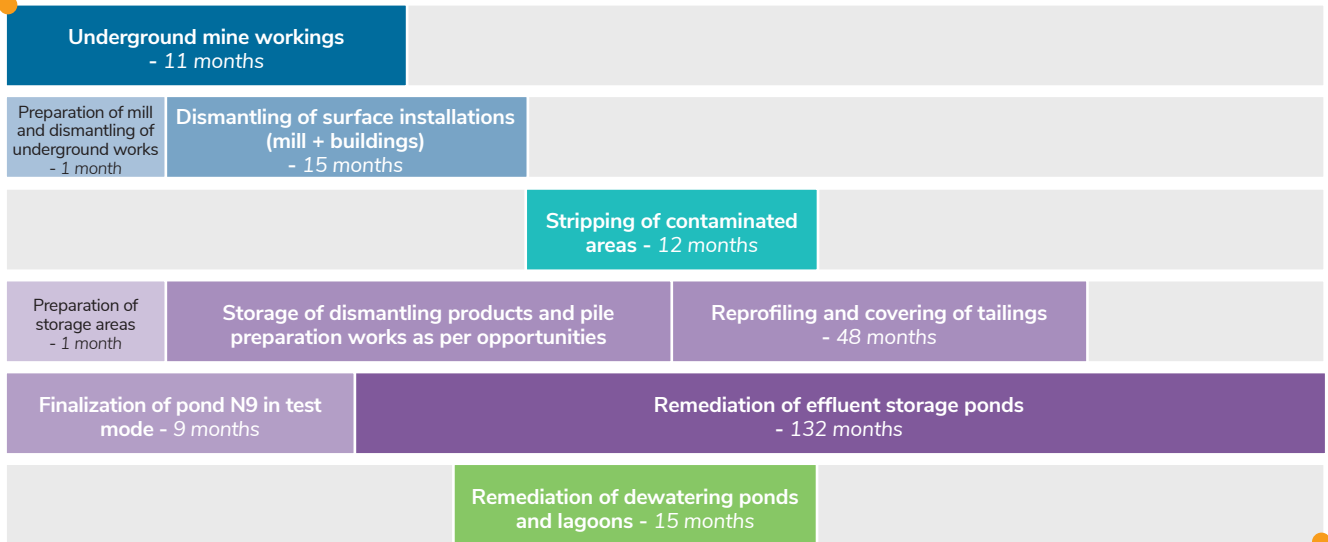 Underground mine workings
- 11 months
Preparation of mill
and dismantling of
underground works
- 1 month
Dismantling of surface installations
(mill + buildings)
- 15 months
Stripping of contaminated
areas - 12 months
Preparation of
storage areas
- 1 month
Storage of dismantling products and pile
preparation works as per opportunities
Reprofiling and covering of tailings
- 48 months
Finalization of pond N9 in test
mode - 9 months
Remediation of effluent storage ponds
- 132 months
Remediation of dewatering ponds
and lagoons - 15 months